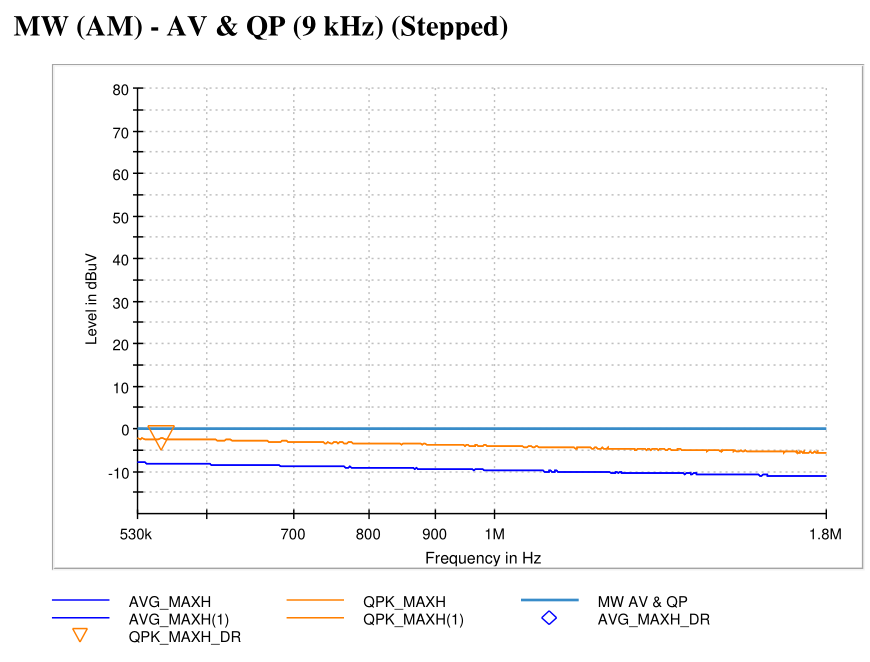 MW (AM) - AV & QP (9 kHz) (Stepped)
80
70
60
50
40
30
20
10
0
-10
Level in dBuV
530k 700 800 900 1M 1.8M
Frequency in Hz
AVG_MAXH QPK_MAXH MW AV & QP
AVG_MAXH(1) QPK_MAXH(1) AVG_MAXH_DR
QPK_MAXH_DR